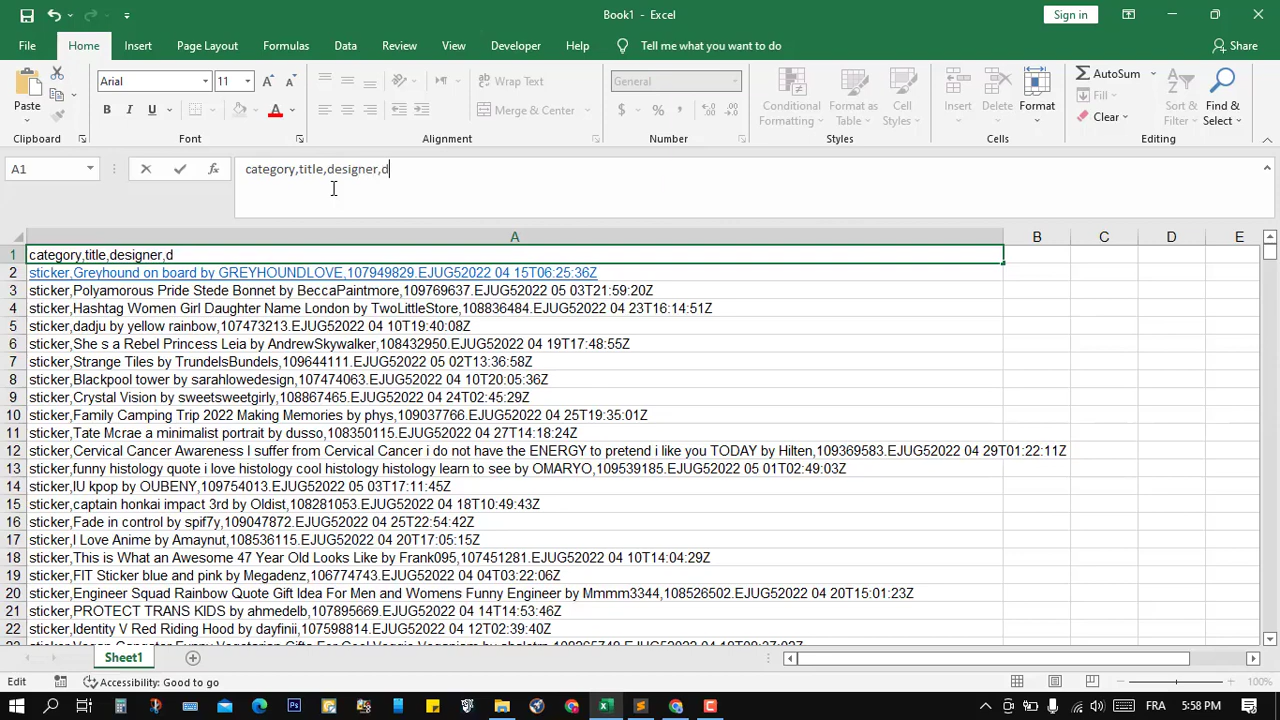 Book1 - Excel
Sign in
File Home Insert Page Layout Formulas Data Review View Developer Help Tell me what you want to do Share
Paste
Arial 11
B I U A
Wrap Text
Merge & Center
General
$ %
Conditional Formatting
Format as Table
Cell Styles
Insert Delete Format
AutoSum
Fill
Clear
Sort & Filter
Find & Select
Clipboard Font Alignment Number Styles Cells Editing
A1 fx category,title,designer,d
A B C D E
1 category,title,designer,d
2 sticker,Greyhound on board by GREYHOUNDLOVE,107949829.EJUG52022 04 15T06:25:36Z
3 sticker,Polyamorous Pride Stede Bonnet by BeccaPaintmore,109769637.EJUG52022 05 03T21:59:20Z
4 sticker,Hashtag Women Girl Daughter Name London by TwoLittleStore,108836484.EJUG52022 04 23T16:14:51Z
5 sticker,dadju by yellow rainbow,107473213.EJUG52022 04 10T19:40:08Z
6 sticker,She s a Rebel Princess Leia by AndrewSkywalker,108432950.EJUG52022 04 19T17:48:55Z
7 sticker,Strange Tiles by TrundelsBundels,109644111.EJUG52022 05 02T13:36:58Z
8 sticker,Blackpool tower by sarahlowedesign,107474063.EJUG52022 04 10T20:05:36Z
9 sticker,Crystal Vision by sweetsweetgirly,108867465.EJUG52022 04 24T02:45:29Z
10 sticker,Family Camping Trip 2022 Making Memories by phys,109037766.EJUG52022 04 25T19:35:01Z
11 sticker,Tate Mcrae a minimalist portrait by dusso,108350115.EJUG52022 04 27T14:18:24Z
12 sticker,Cervical Cancer Awareness I suffer from Cervical Cancer i do not have the ENERGY to pretend i like you TODAY by Hilten,109369583.EJUG52022 04 29T01:22:11Z
13 sticker,funny histology quote i love histology cool histology histology learn to see by OMARYO,109539185.EJUG52022 05 01T02:49:03Z
14 sticker,IU kpop by OUBENY,109754013.EJUG52022 05 03T17:11:45Z
15 sticker,captain honkai impact 3rd by Oldist,108281053.EJUG52022 04 18T10:49:43Z
16 sticker,Fade in control by spif7y,109047872.EJUG52022 04 25T22:54:42Z
17 sticker,I Love Anime by Amaynut,108536115.EJUG52022 04 20T17:05:15Z
18 sticker,This is What an Awesome 47 Year Old Looks Like by Frank095,107451281.EJUG52022 04 10T14:04:29Z
19 sticker,FIT Sticker blue and pink by Megadenz,106774743.EJUG52022 04 04T03:22:06Z
20 sticker,Engineer Squad Rainbow Quote Gift Idea For Men and Womens Funny Engineer by Mmmm3344,108526502.EJUG52022 04 20T15:01:23Z
21 sticker,PROTECT TRANS KIDS by ahmedelb,107895669.EJUG52022 04 14T14:53:46Z
22 sticker,Identity V Red Riding Hood by dayfinii,107598814.EJUG52022 04 12T02:39:40Z
Sheet1
Edit Accessibility: Good to go 100%
FRA 5:58 PM